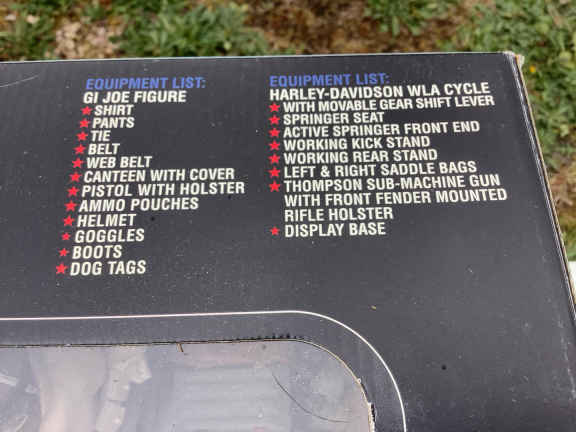 EQUIPMENT LIST:
GI JOE FIGURE
★ SHIRT
★ PANTS
★ TIE
★ BELT
★ WEB BELT
★ CANTEEN WITH COVER
★ PISTOL WITH HOLSTER
★ AMMO POUCHES
★ HELMET
★ GOGGLES
★ BOOTS
★ DOG TAGS
EQUIPMENT LIST:
HARLEY-DAVIDSON WLA CYCLE
★ WITH MOVABLE GEAR SHIFT LEVER
★ SPRINGER SEAT
★ ACTIVE SPRINGER FRONT END
★ WORKING KICK STAND
★ WORKING REAR STAND
★ LEFT & RIGHT SADDLE BAGS
★ THOMPSON SUB-MACHINE GUN
WITH FRONT FENDER MOUNTED
RIFLE HOLSTER
★ DISPLAY BASE